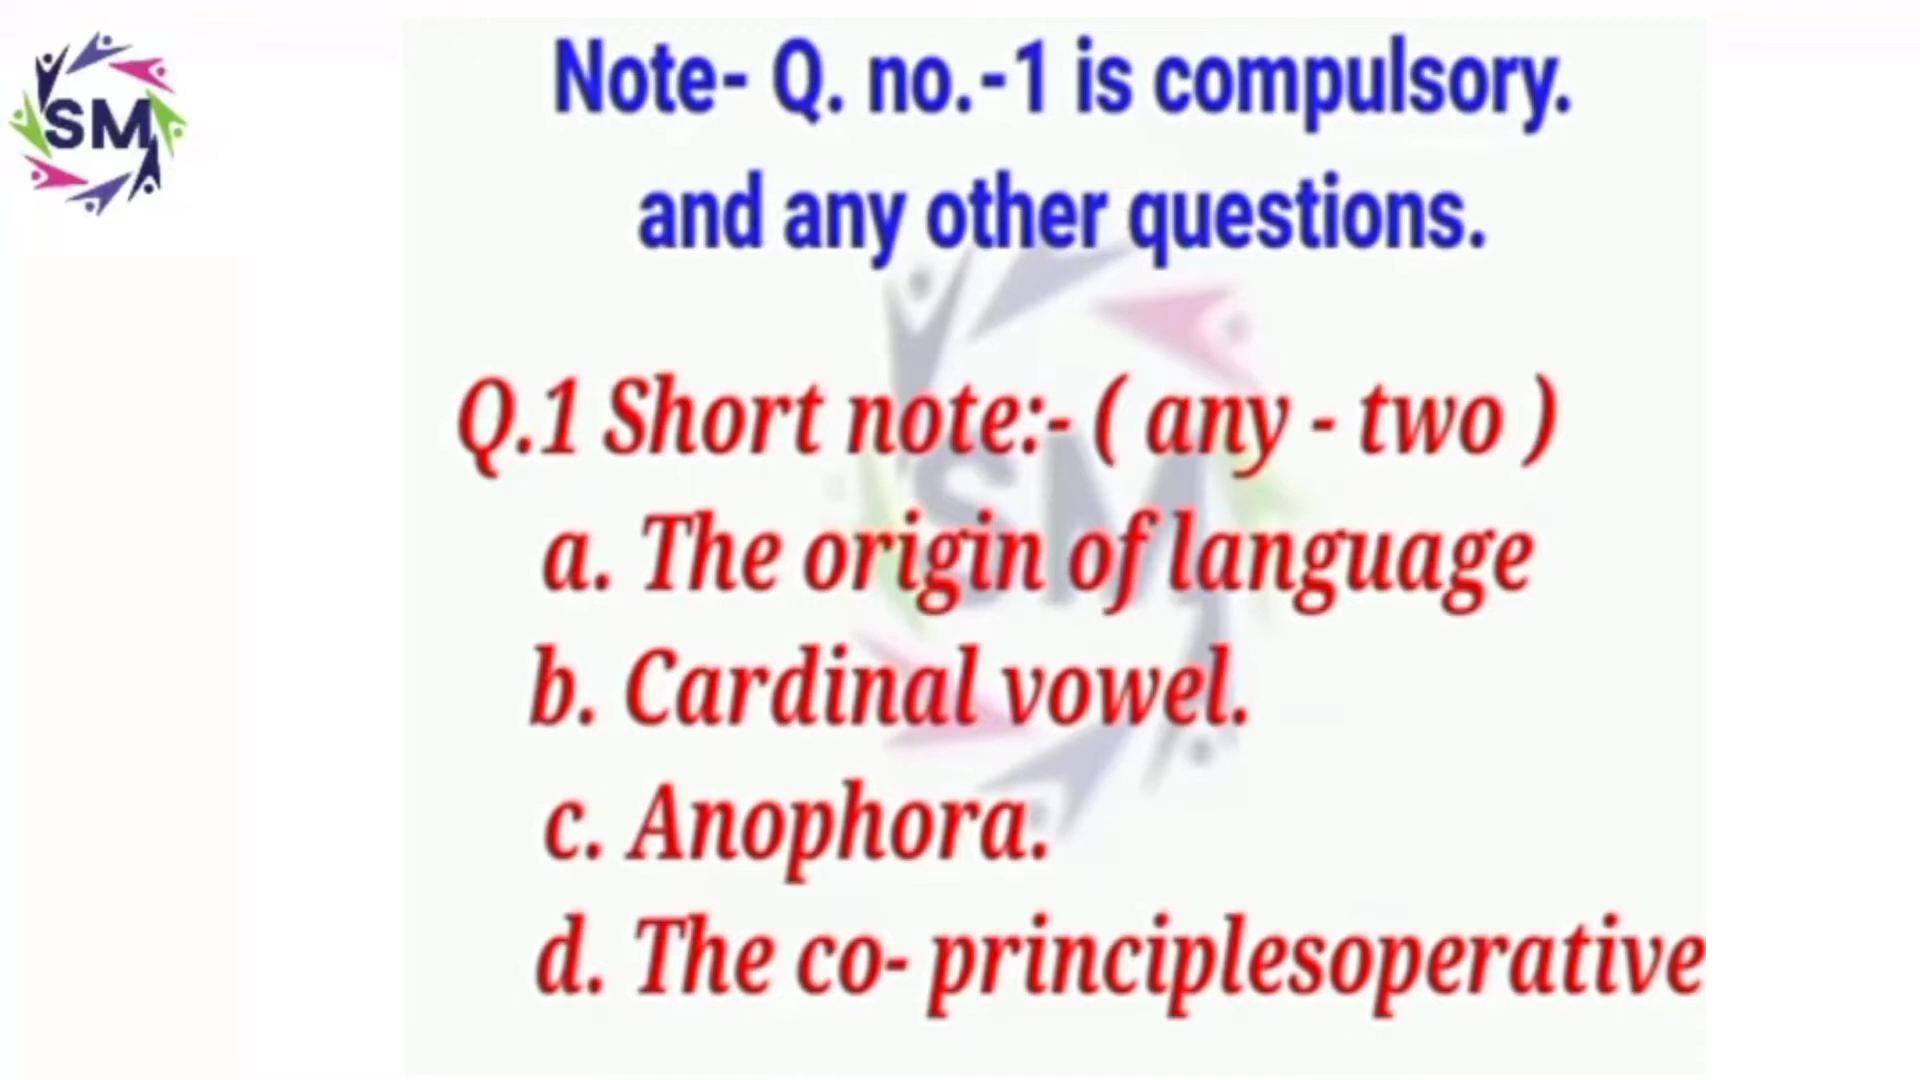 SM
Note- Q. no.-1 is compulsory.
and any other questions.
Q.1 Short note:- ( any - two )
a. The origin of language
b. Cardinal vowel.
c. Anophora.
d. The co- principlesoperative